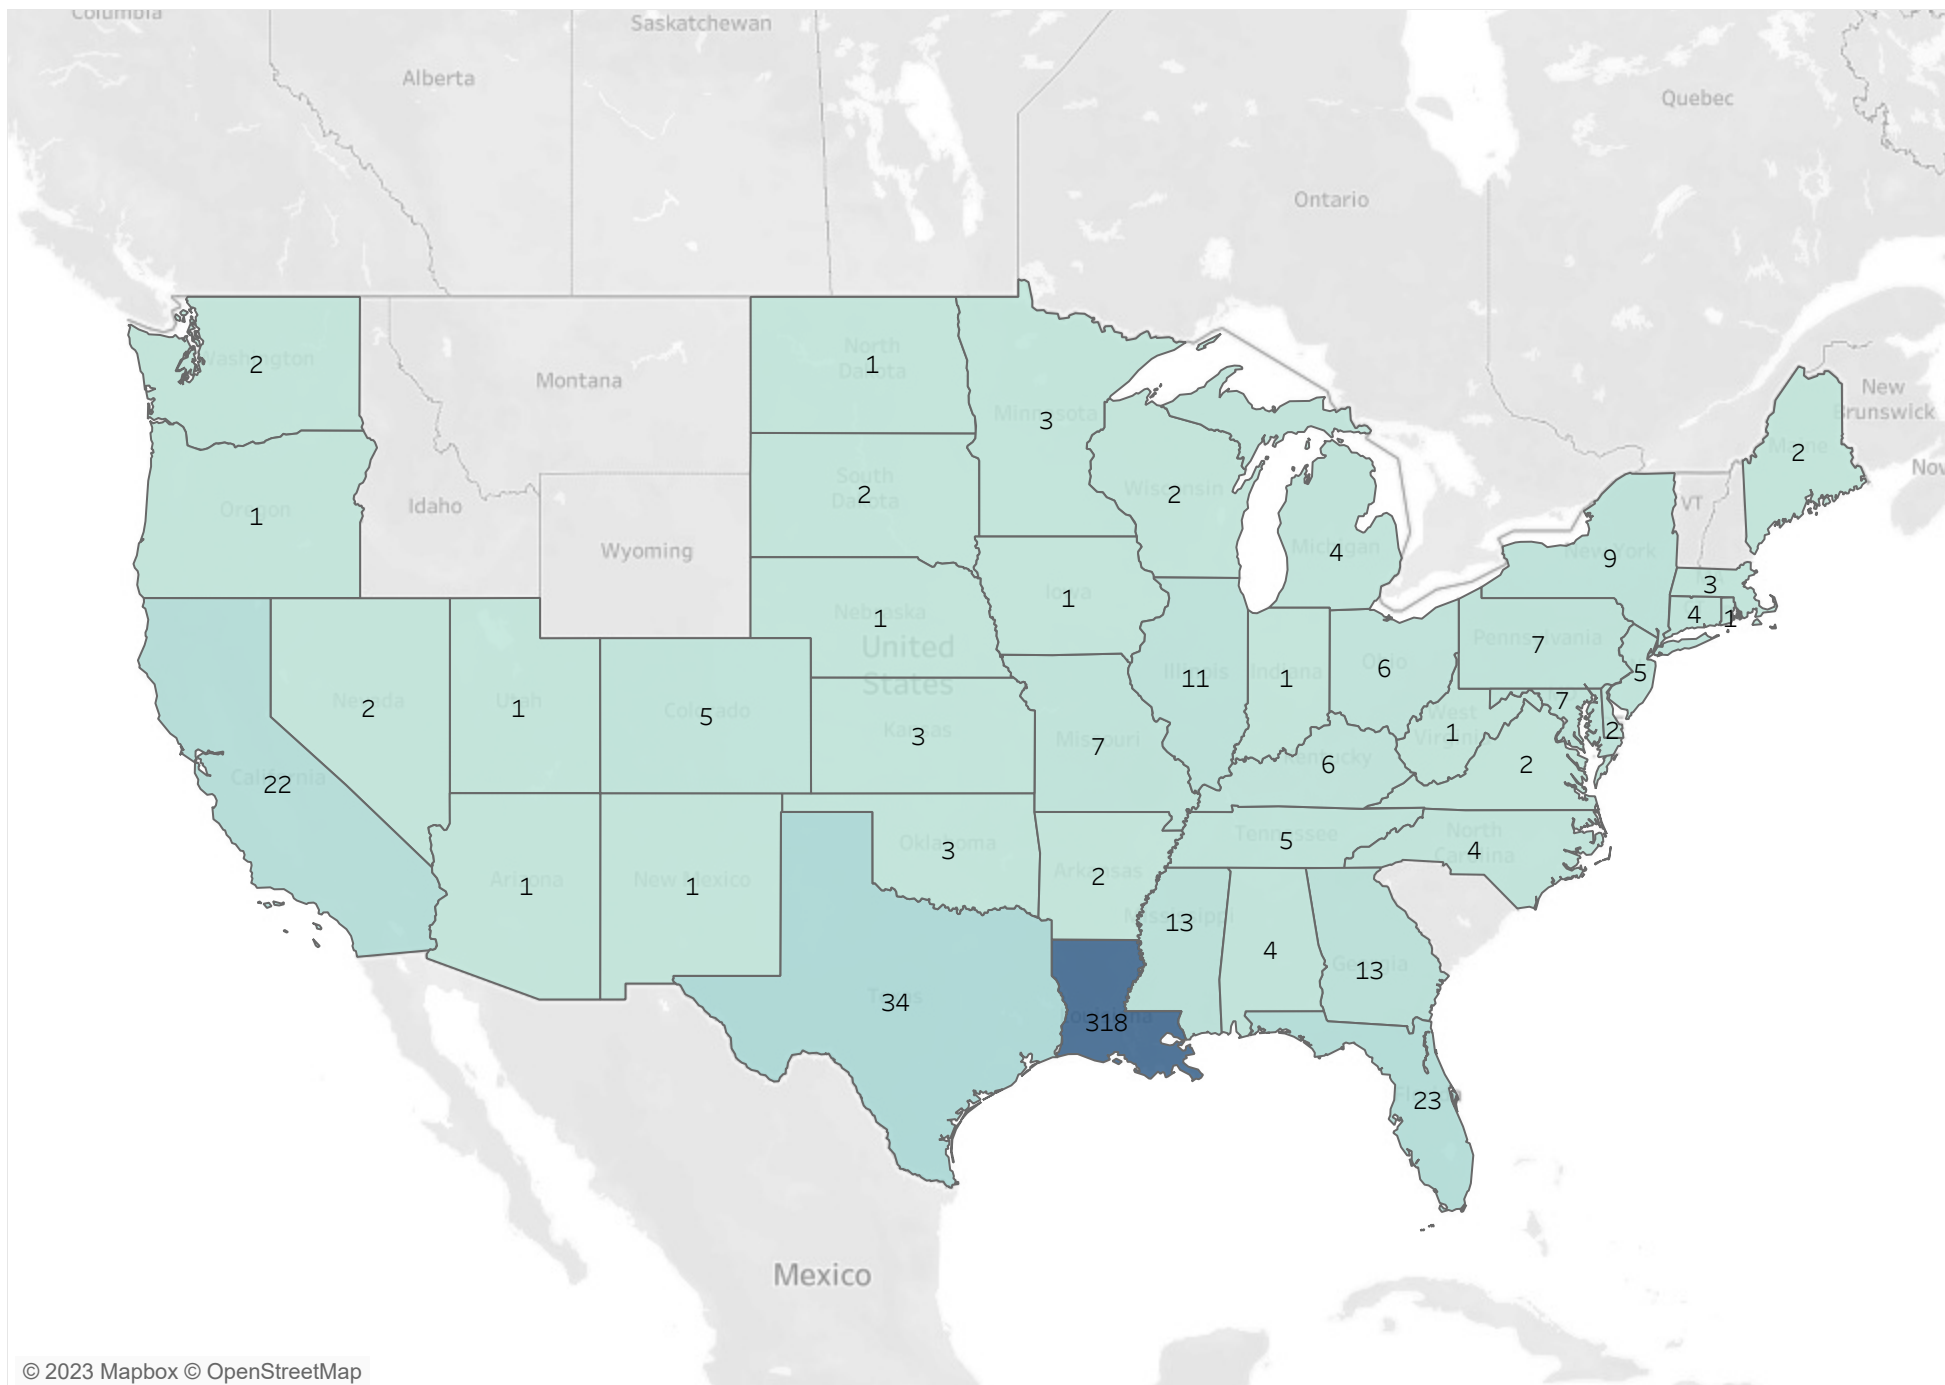 Columbia
Saskatchewan
Alberta
Quebec
Ontario
Washington
2
Montana
North
Dakota
1
Minnesota
3
New
Brunswick
Maine
2
Oregon
1
Idaho
Wyoming
South
Dakota
2
Wisconsin
2
Michigan
4
VT
New York
9
Nov
Nebraska
1
Iowa
1
3
4
1
United
States
Nevada
2
Utah
1
Colorado
5
Kansas
3
Missouri
7
Illinois
11
Indiana
1
Ohio
6
Pennsylvania
7
5
7
2
West
Virginia
1
Kentucky
6
2
California
22
Arizona
1
New Mexico
1
Oklahoma
3
Arkansas
2
Tennessee
5
North
Carolina
4
Mississippi
13
4
Georgia
13
Texas
34
Louisiana
318
Florida
23
Mexico
© 2023 Mapbox © OpenStreetMap